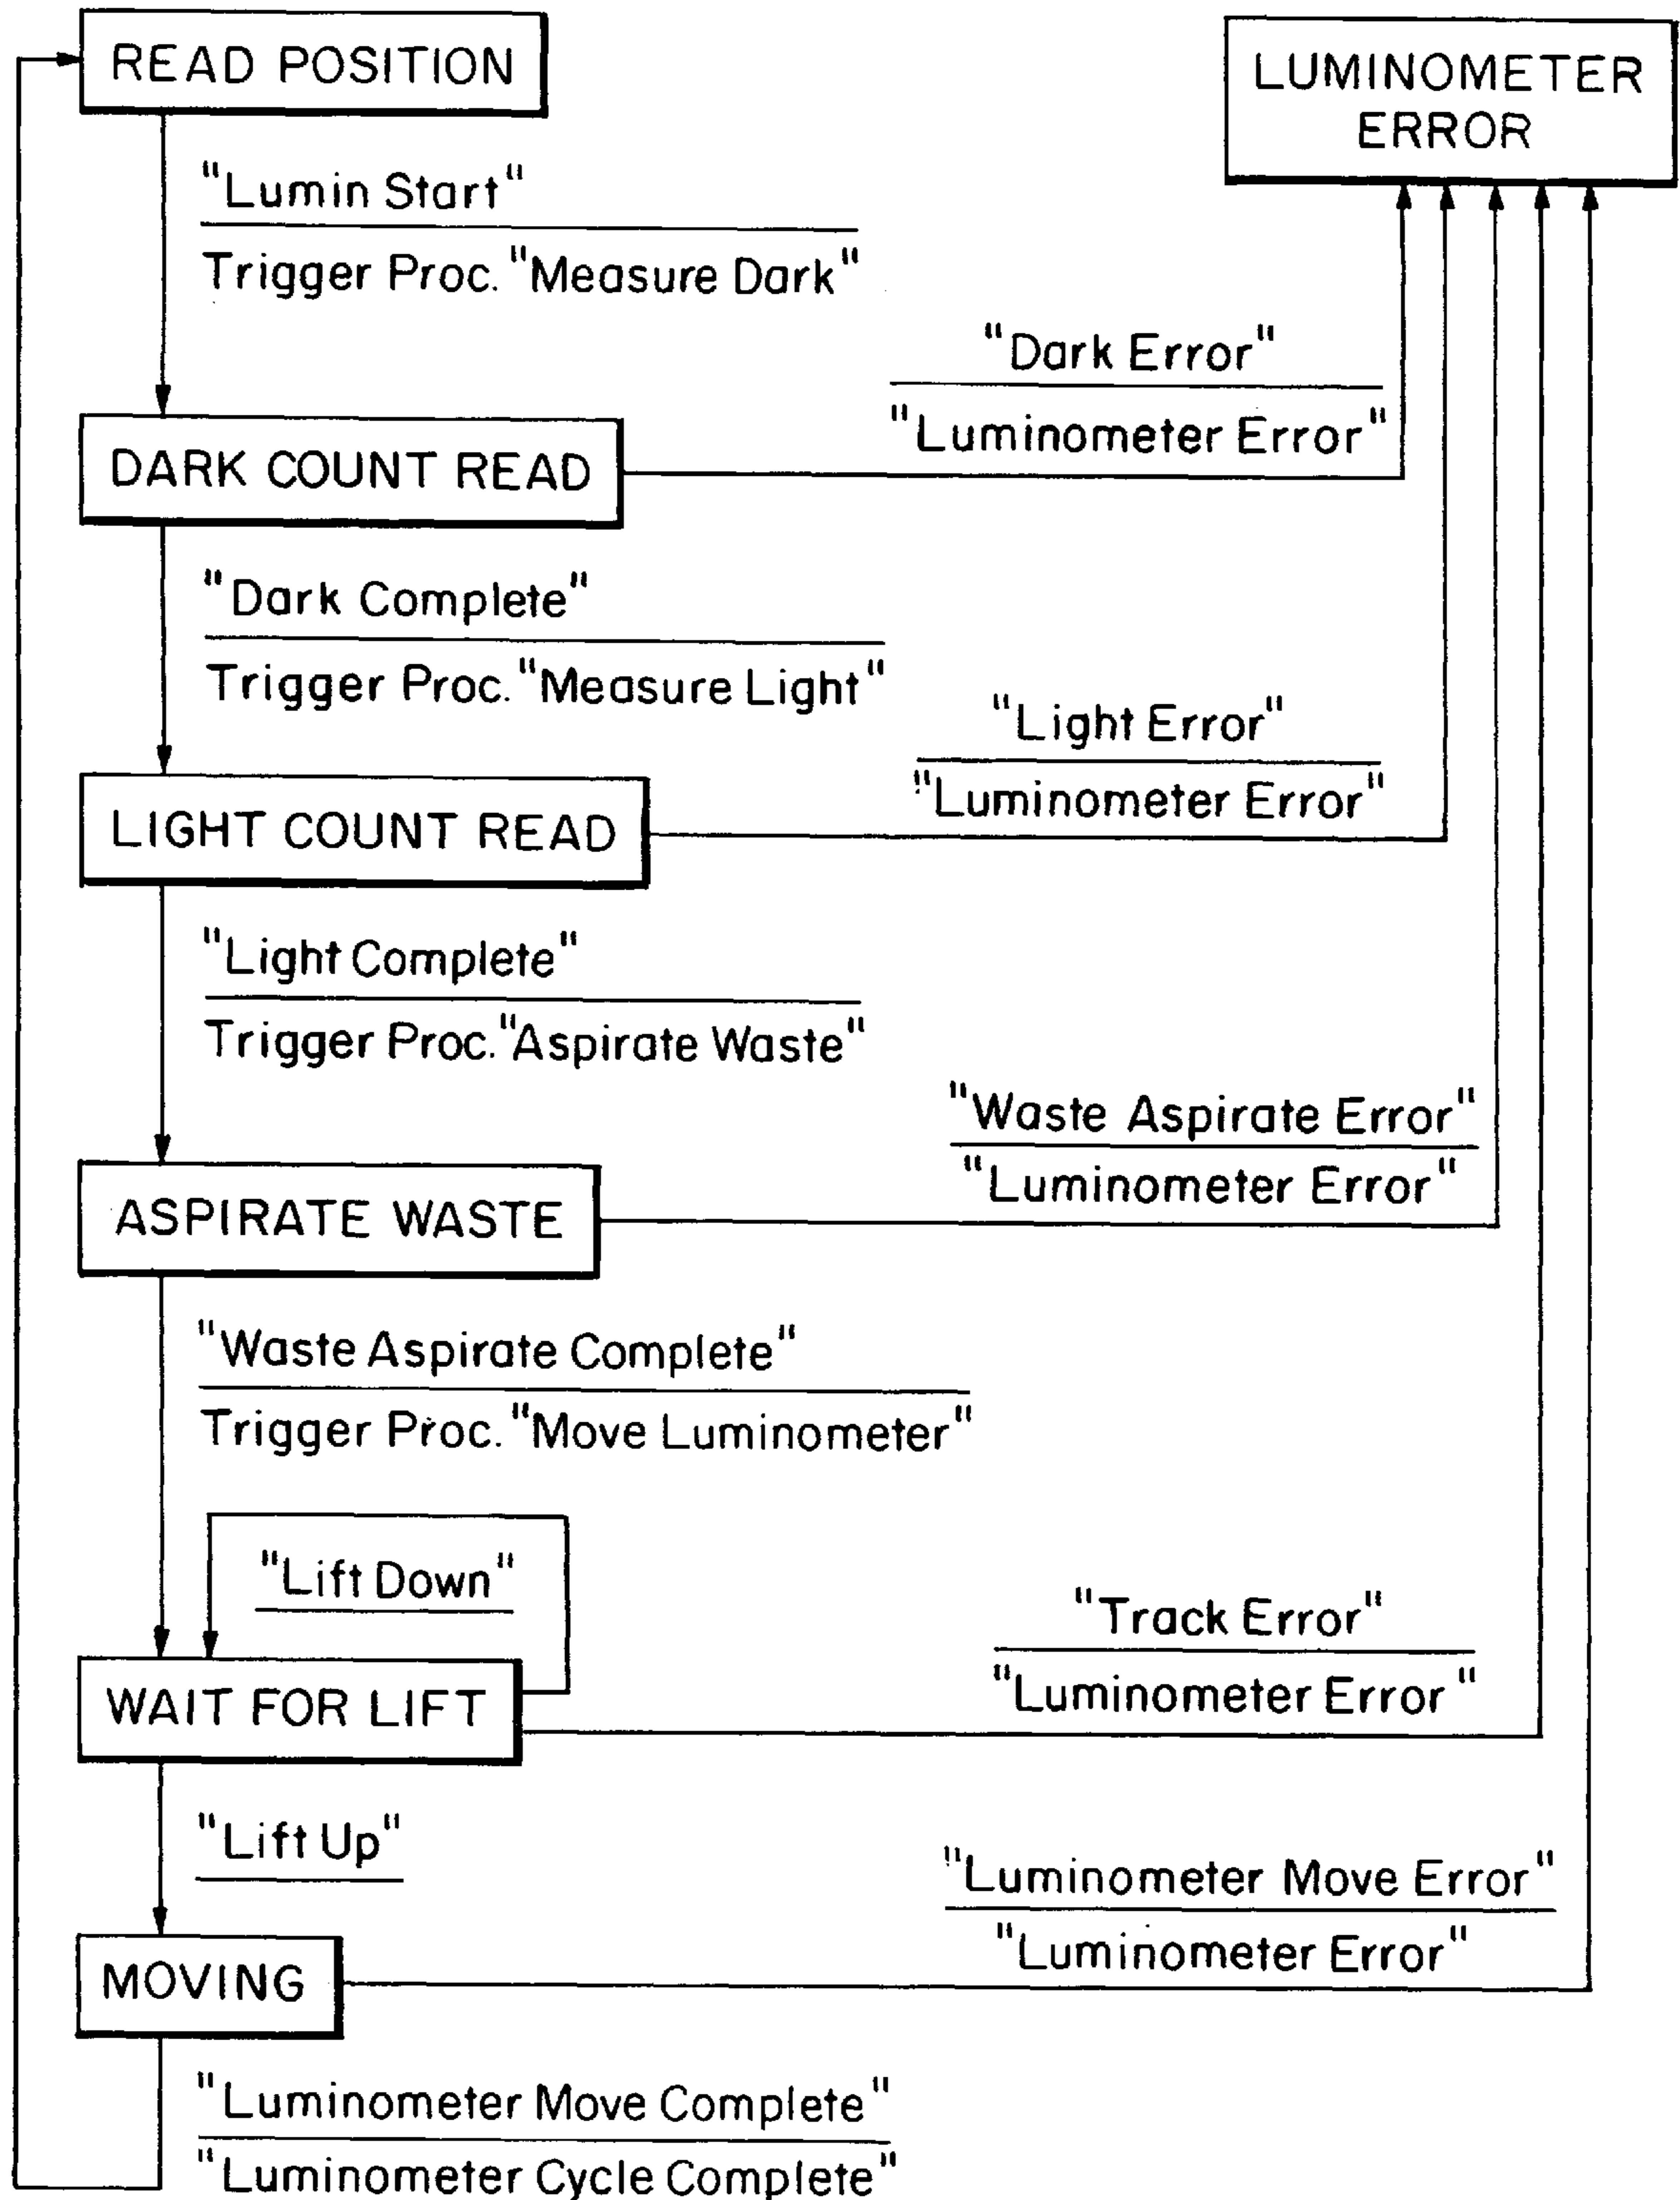 READ POSITION
LUMINOMETER
ERROR
"Lumin Start"
Trigger Proc. "Measure Dark"
"Dark Error"
"Luminometer Error"
DARK COUNT READ
"Dark Complete"
Trigger Proc. "Measure Light"
"Light Error"
"Luminometer Error"
LIGHT COUNT READ
"Light Complete"
Trigger Proc. "Aspirate Waste"
"Waste Aspirate Error"
"Luminometer Error"
ASPIRATE WASTE
"Waste Aspirate Complete"
Trigger Proc. "Move Luminometer"
"Lift Down"
"Track Error"
"Luminometer Error"
WAIT FOR LIFT
"Lift Up"
"Luminometer Move Error"
"Luminometer Error"
MOVING
"Luminometer Move Complete"
"Luminometer Cycle Complete"